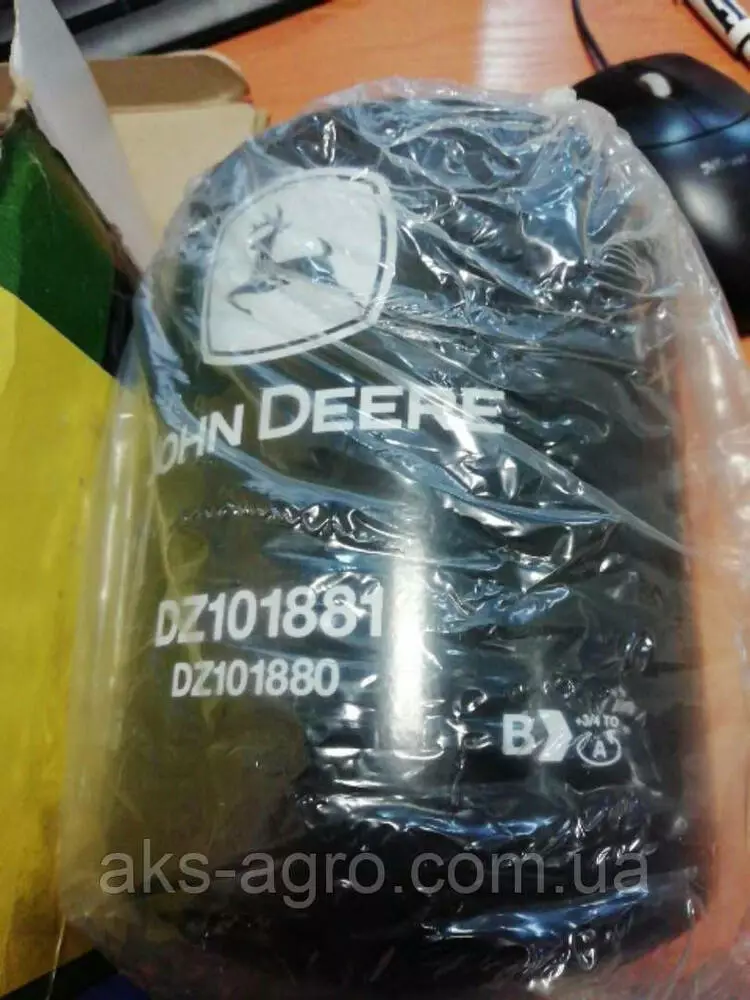 JOHN DEERE
DZ101881
DZ101880
+3/4 TO
B A
aks-agro.com.ua